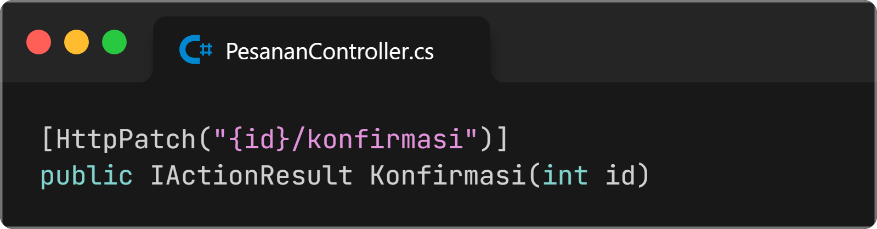 PesananController.cs
[HttpPatch("{id}/konfirmasi")]
public IActionResult Konfirmasi(int id)